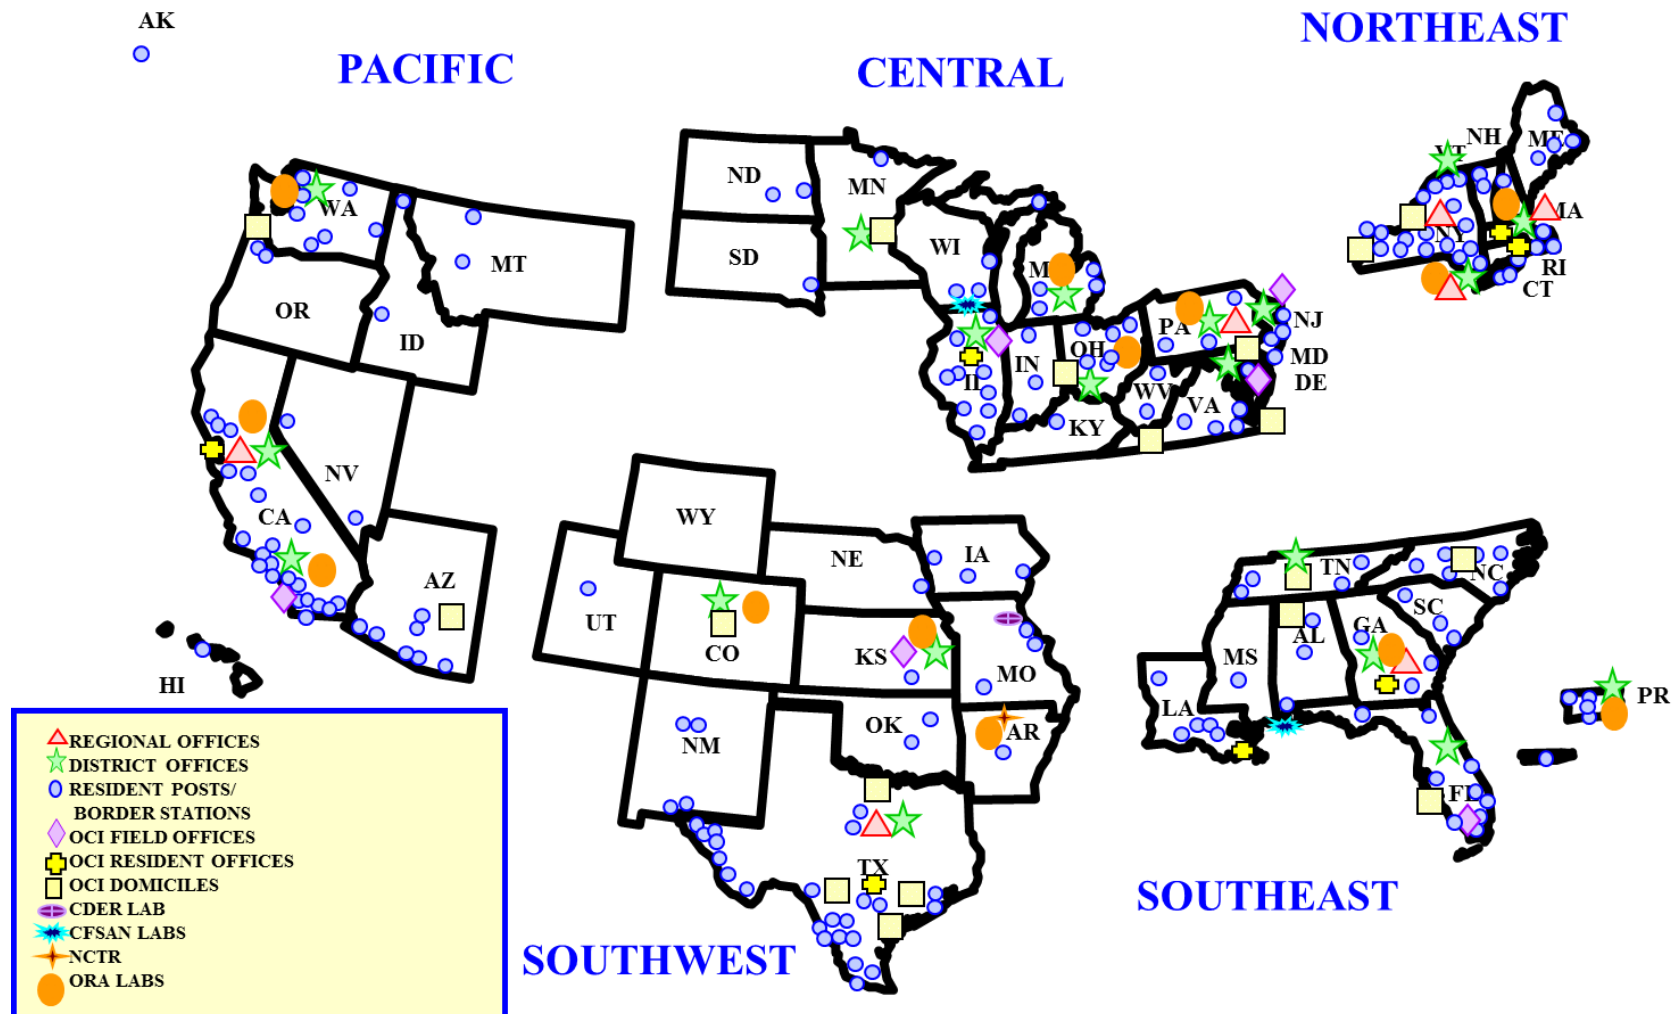 AK
PACIFIC
CENTRAL
NORTHEAST
WA
MT
OR
ID
NV
CA
AZ
HI
ND
MN
SD
WI
M
IL
IN
OH
PA
NJ
MD
DE
WV
VA
KY
NH
VT
ME
MA
NY
RI
CT
WY
NE
IA
UT
CO
KS
MO
NM
OK
AR
TX
SOUTHWEST
TN
NC
SC
GA
AL
MS
LA
FL
PR
SOUTHEAST
REGIONAL OFFICES
DISTRICT OFFICES
RESIDENT POSTS/
BORDER STATIONS
OCI FIELD OFFICES
OCI RESIDENT OFFICES
OCI DOMICILES
CDER LAB
CFSAN LABS
NCTR
ORA LABS